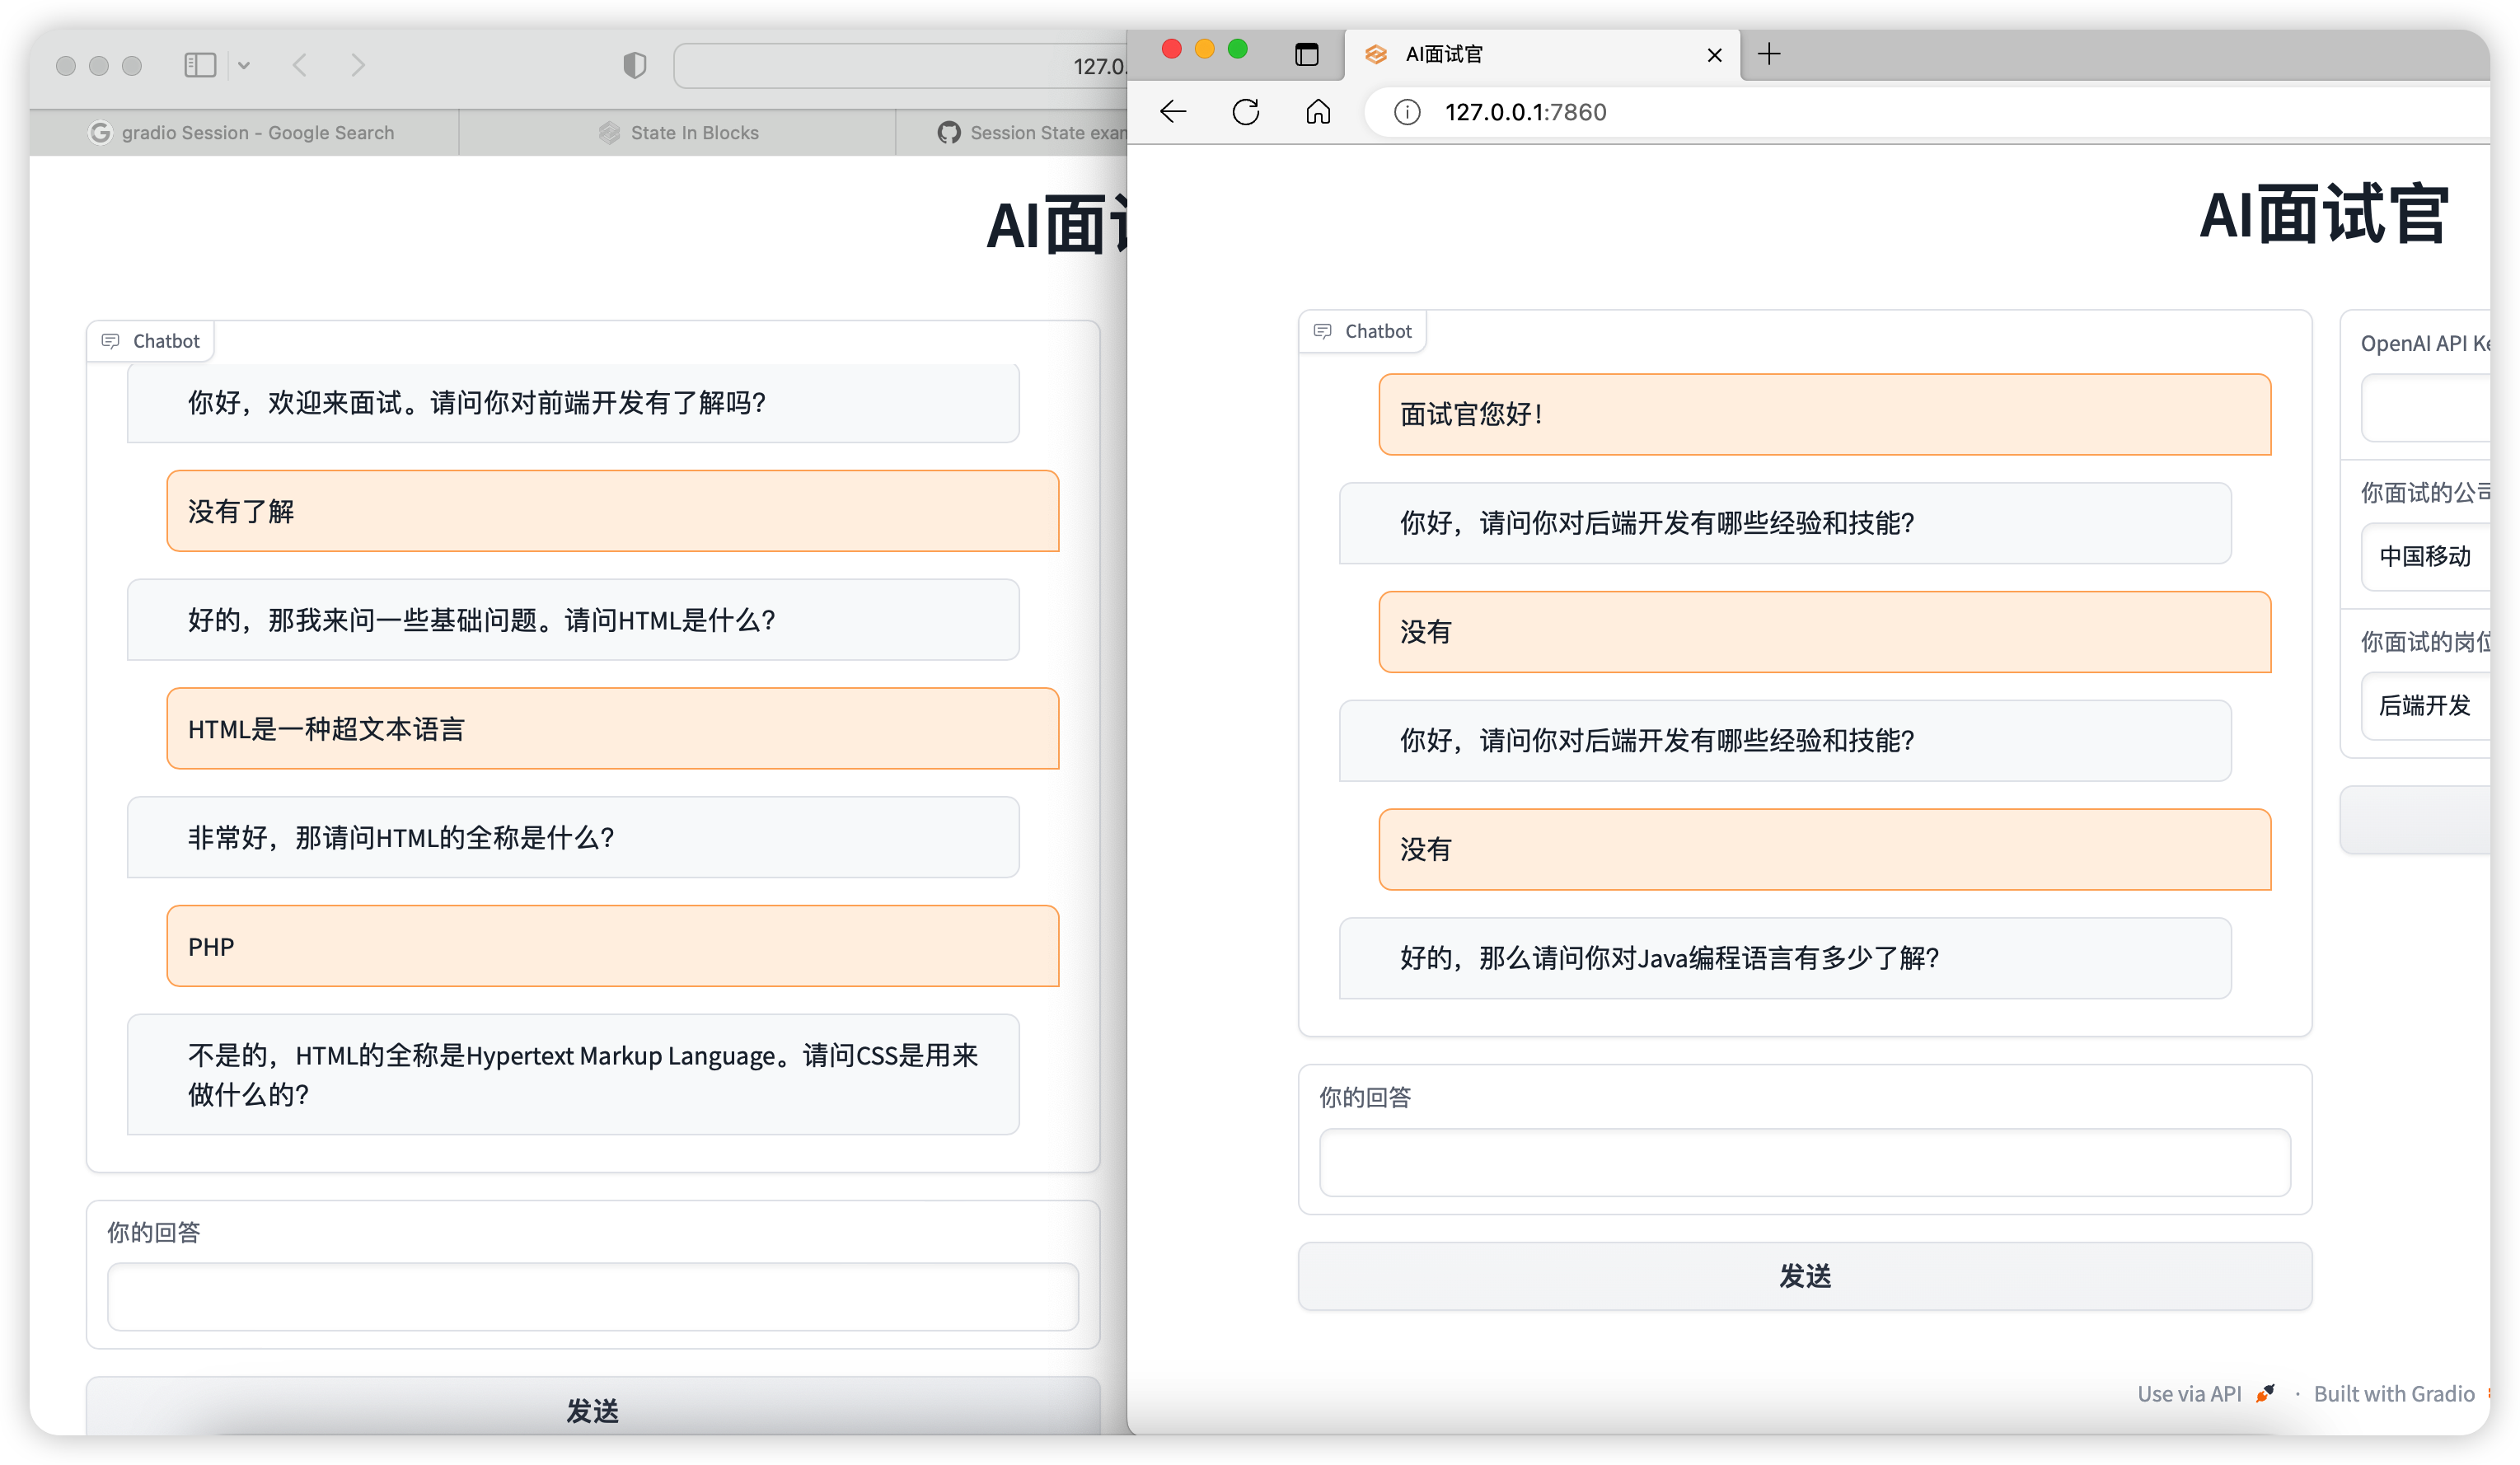 127.0.
gradio Session - Google Search
State In Blocks
Session State exan
AI面
Chatbot
你好，欢迎来面试。请问你对前端开发有了解吗？
没有了解
好的，那我来问一些基础问题。请问HTML是什么？
HTML是一种超文本语言
非常好，那请问HTML的全称是什么？
PHP
不是的，HTML的全称是Hypertext Markup Language。请问CSS是用来
做什么的？
你的回答
发送
AI面试官
127.0.0.1:7860
AI面试官
Chatbot
面试官您好！
你好，请问你对后端开发有哪些经验和技能？
没有
你好，请问你对后端开发有哪些经验和技能？
没有
好的，那么请问你对Java编程语言有多少了解？
你的回答
发送
OpenAI API Ke
你面试的公司
中国移动
你面试的岗位
后端开发
Use via API · Built with Gradio